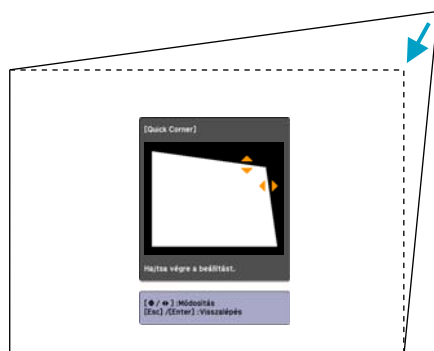 [Quick Corner]
Hajtsa végre a beállítást.
[ / ] :Módosítás
[Esc] /[Enter] :Visszalépés